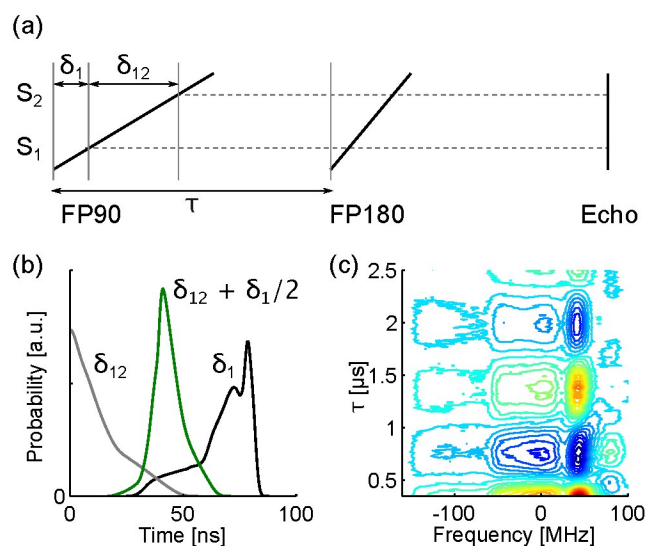 (a)
δ₁ δ₁₂
S₂
S₁
τ
FP90 FP180 Echo
(b)
δ₁₂ + δ₁/2
δ₁₂ δ₁
Probability [a.u.]
0
0 50 100
Time [ns]
(c)
2.5
2
1.5
1
0.5
τ [µs]
-100 0 100
Frequency [MHz]